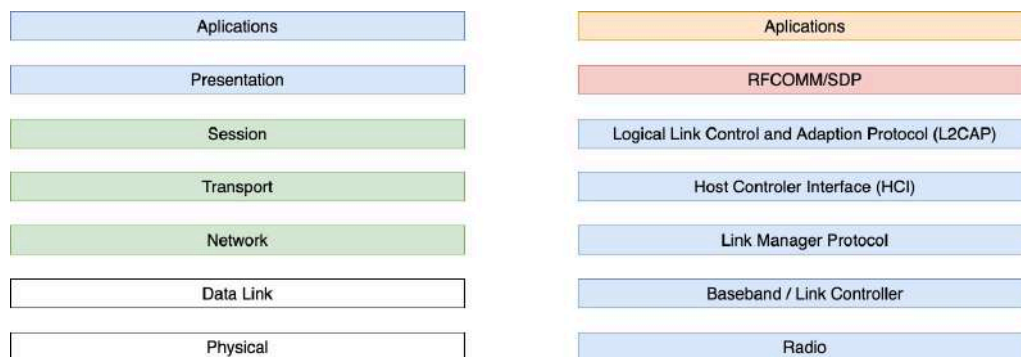 Aplications
Presentation
Session
Transport
Network
Data Link
Physical
Aplications
RFCOMM/SDP
Logical Link Control and Adaption Protocol (L2CAP)
Host Controler Interface (HCI)
Link Manager Protocol
Baseband / Link Controller
Radio